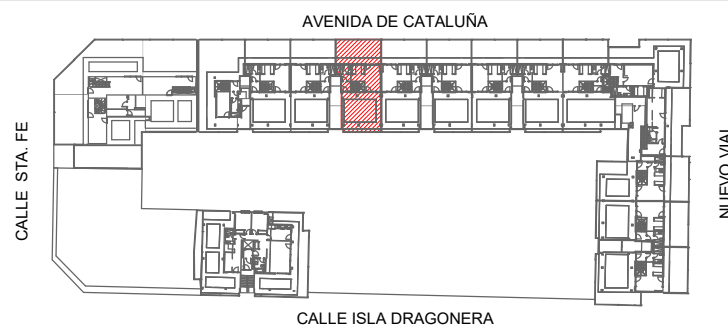 AVENIDA DE CATALUÑA
CALLE STA. FE
NUEVO VIAL
CALLE ISLA DRAGONERA